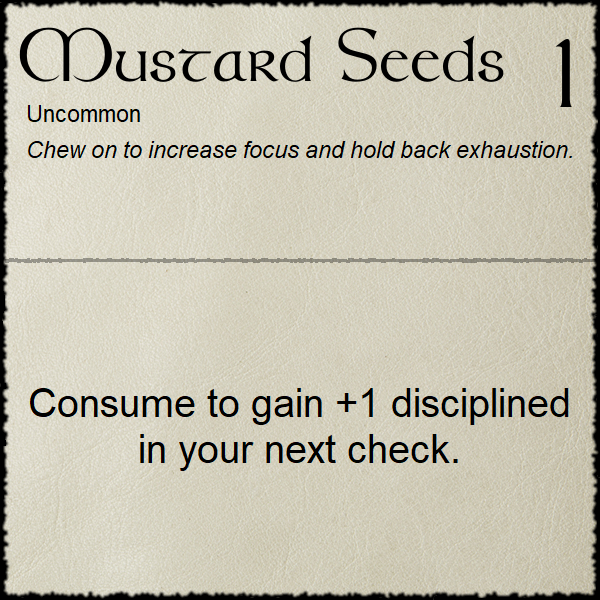 Mustard Seeds 1
Uncommon
Chew on to increase focus and hold back exhaustion.
Consume to gain +1 disciplined
in your next check.